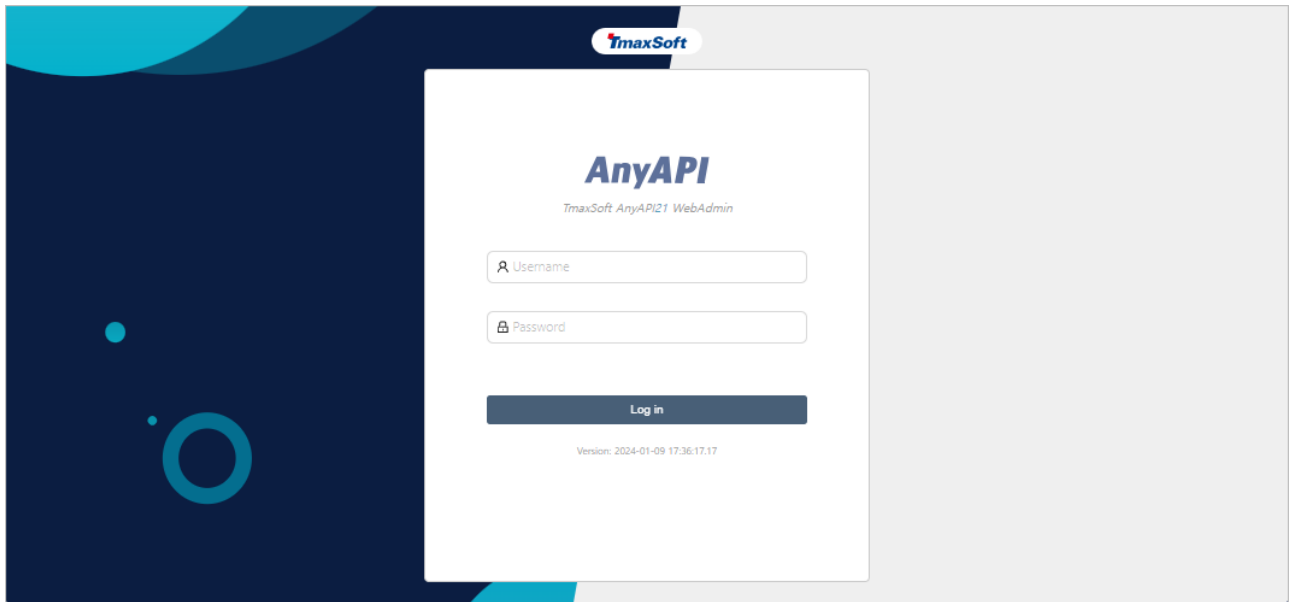 TmaxSoft
AnyAPI
TmaxSoft AnyAPI21 WebAdmin
Username
Password
Log in
Version: 2024-01-09 17:36:17.17